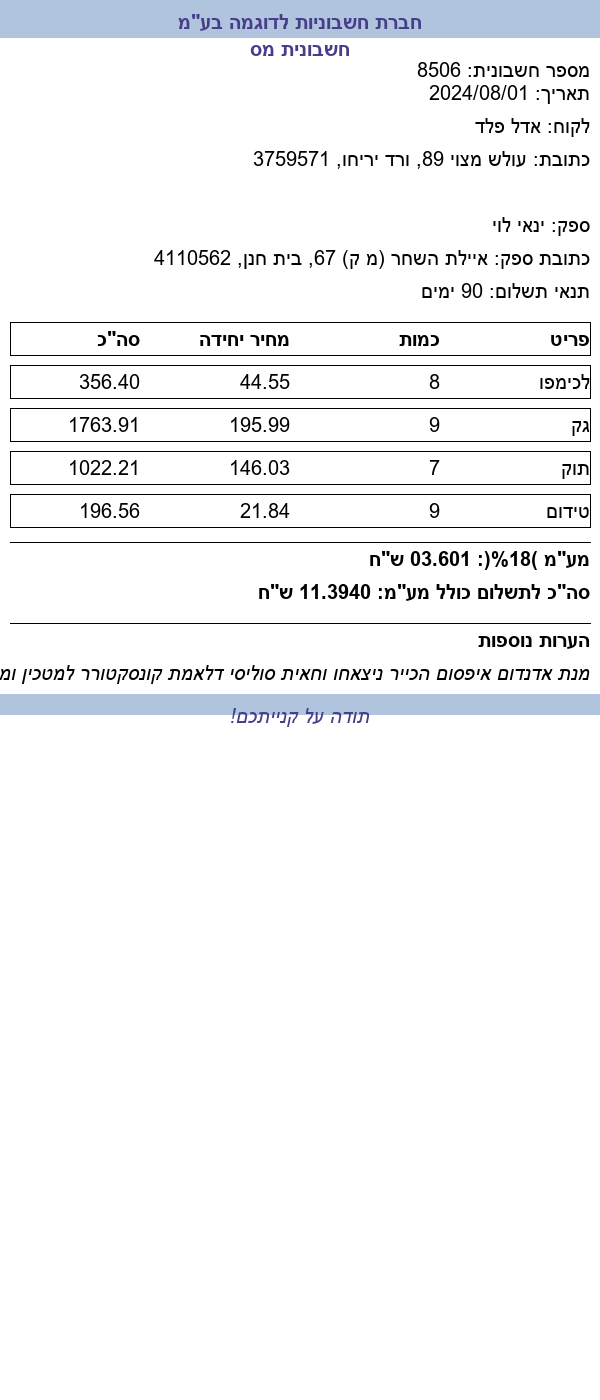 חברת חשבוניות לדוגמה בע"מ
חשבונית מס
מספר חשבונית: 8506
תאריך: 2024/08/01
לקוח: אדל פלד
כתובת: עולש מצוי 89, ורד יריחו, 3759571
ספק: ינאי לוי
כתובת ספק: איילת השחר (מ ק) 67, בית חנן, 4110562
תנאי תשלום: 90 ימים
פריט כמות מחיר יחידה סה"כ
לכימפו 8 44.55 356.40
גק 9 195.99 1763.91
תוק 7 146.03 1022.21
טידום 9 21.84 196.56
מע"מ )18%(: 03.601 ש"ח
סה"כ לתשלום כולל מע"מ: 11.3940 ש"ח
הערות נוספות
מנת אדנדום איפסום הכייר ניצאחו וחאית סוליסי דלאמת קונסקטורר למטכין ומ
תודה על קנייתכם!